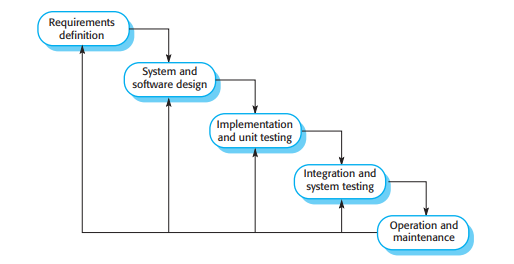 Requirements
definition
System and
software design
Implementation
and unit testing
Integration and
system testing
Operation and
maintenance